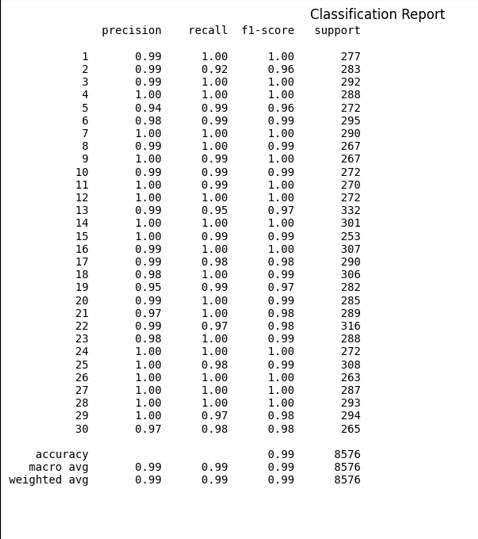 Classification Report
precision recall f1-score support
1 0.99 1.00 1.00 277
2 0.99 0.92 0.96 283
3 0.99 1.00 1.00 292
4 1.00 1.00 1.00 288
5 0.94 0.99 0.96 272
6 0.98 0.99 0.99 295
7 1.00 1.00 1.00 290
8 0.99 1.00 0.99 267
9 1.00 0.99 1.00 267
10 0.99 0.99 0.99 272
11 1.00 0.99 1.00 270
12 1.00 1.00 1.00 272
13 0.99 0.95 0.97 332
14 1.00 1.00 1.00 301
15 1.00 0.99 0.99 253
16 0.99 1.00 1.00 307
17 0.99 0.98 0.98 290
18 0.98 1.00 0.99 306
19 0.95 0.99 0.97 282
20 0.99 1.00 0.99 285
21 0.97 1.00 0.98 289
22 0.99 0.97 0.98 316
23 0.98 1.00 0.99 288
24 1.00 1.00 1.00 272
25 1.00 0.98 0.99 308
26 1.00 1.00 1.00 263
27 1.00 1.00 1.00 287
28 1.00 1.00 1.00 293
29 1.00 0.97 0.98 294
30 0.97 0.98 0.98 265
accuracy 0.99 8576
macro avg 0.99 0.99 0.99 8576
weighted avg 0.99 0.99 0.99 8576